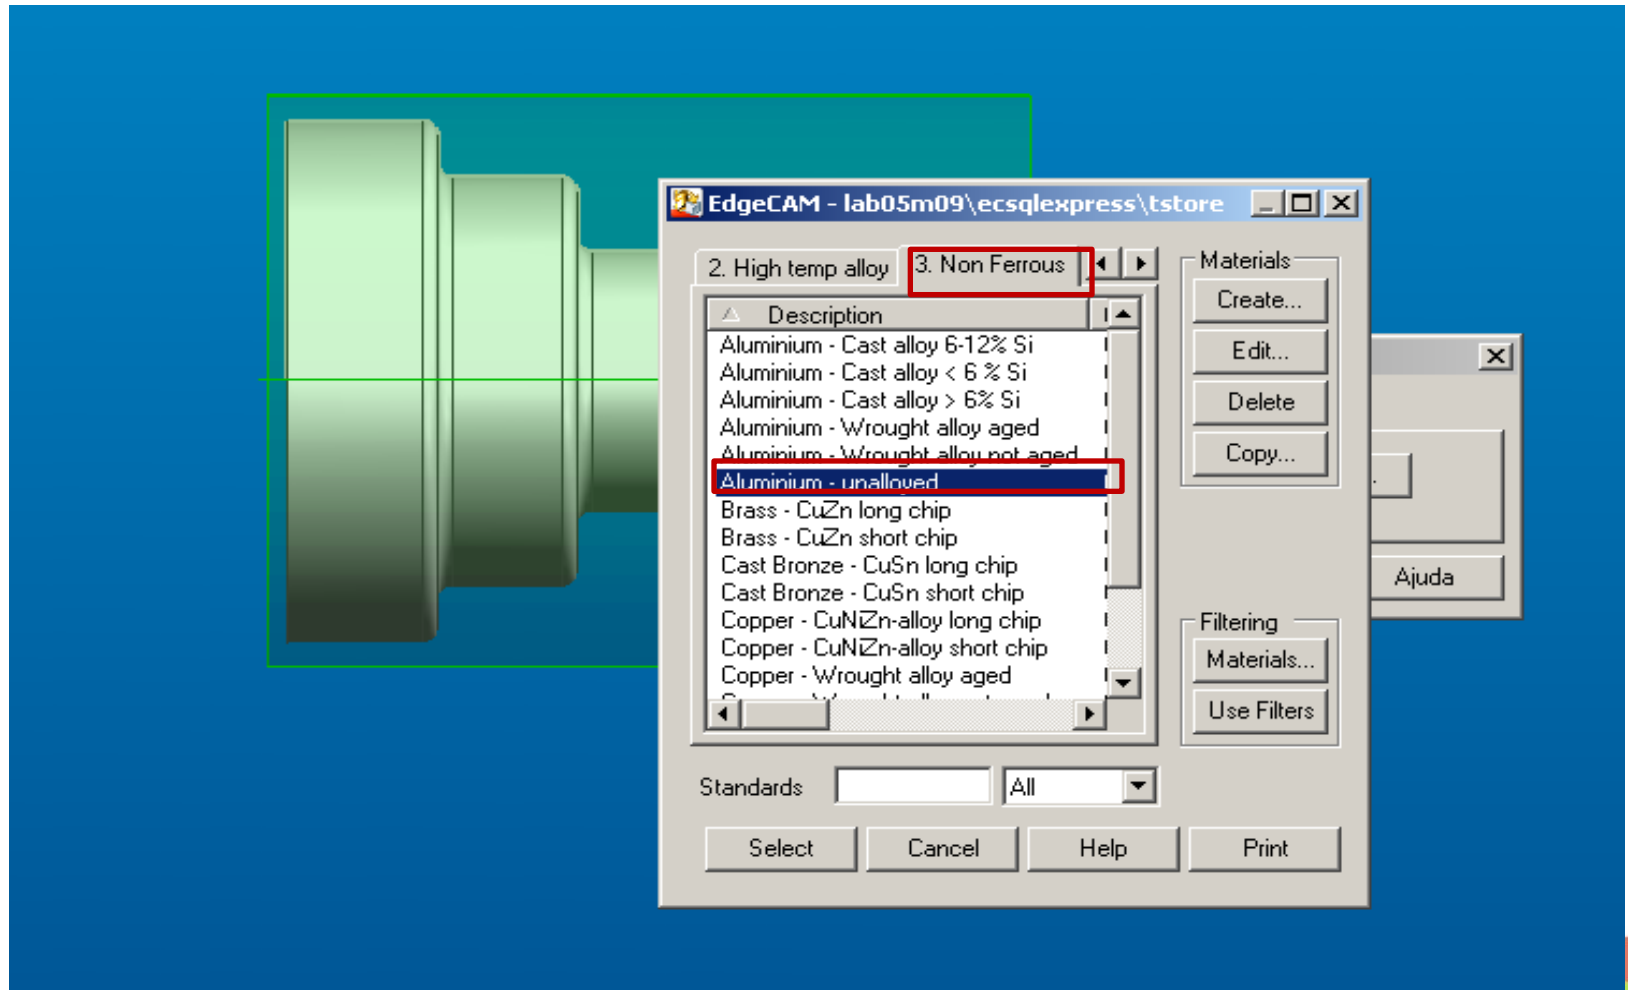 EdgeCAM - lab05m09\ecsqlexpress\tstore
2. High temp alloy
3. Non Ferrous
Description
Aluminium - Cast alloy 6-12% Si
Aluminium - Cast alloy < 6 % Si
Aluminium - Cast alloy > 6% Si
Aluminium - Wrought alloy aged
Aluminium - Wrought alloy not aged
Aluminium - unalloyed
Brass - CuZn long chip
Brass - CuZn short chip
Cast Bronze - CuSn long chip
Cast Bronze - CuSn short chip
Copper - CuNiZn-alloy long chip
Copper - CuNiZn-alloy short chip
Copper - Wrought alloy aged
Materials
Create...
Edit...
Delete
Copy...
Filtering
Materials...
Use Filters
Standards
All
Select
Cancel
Help
Print
Ajuda